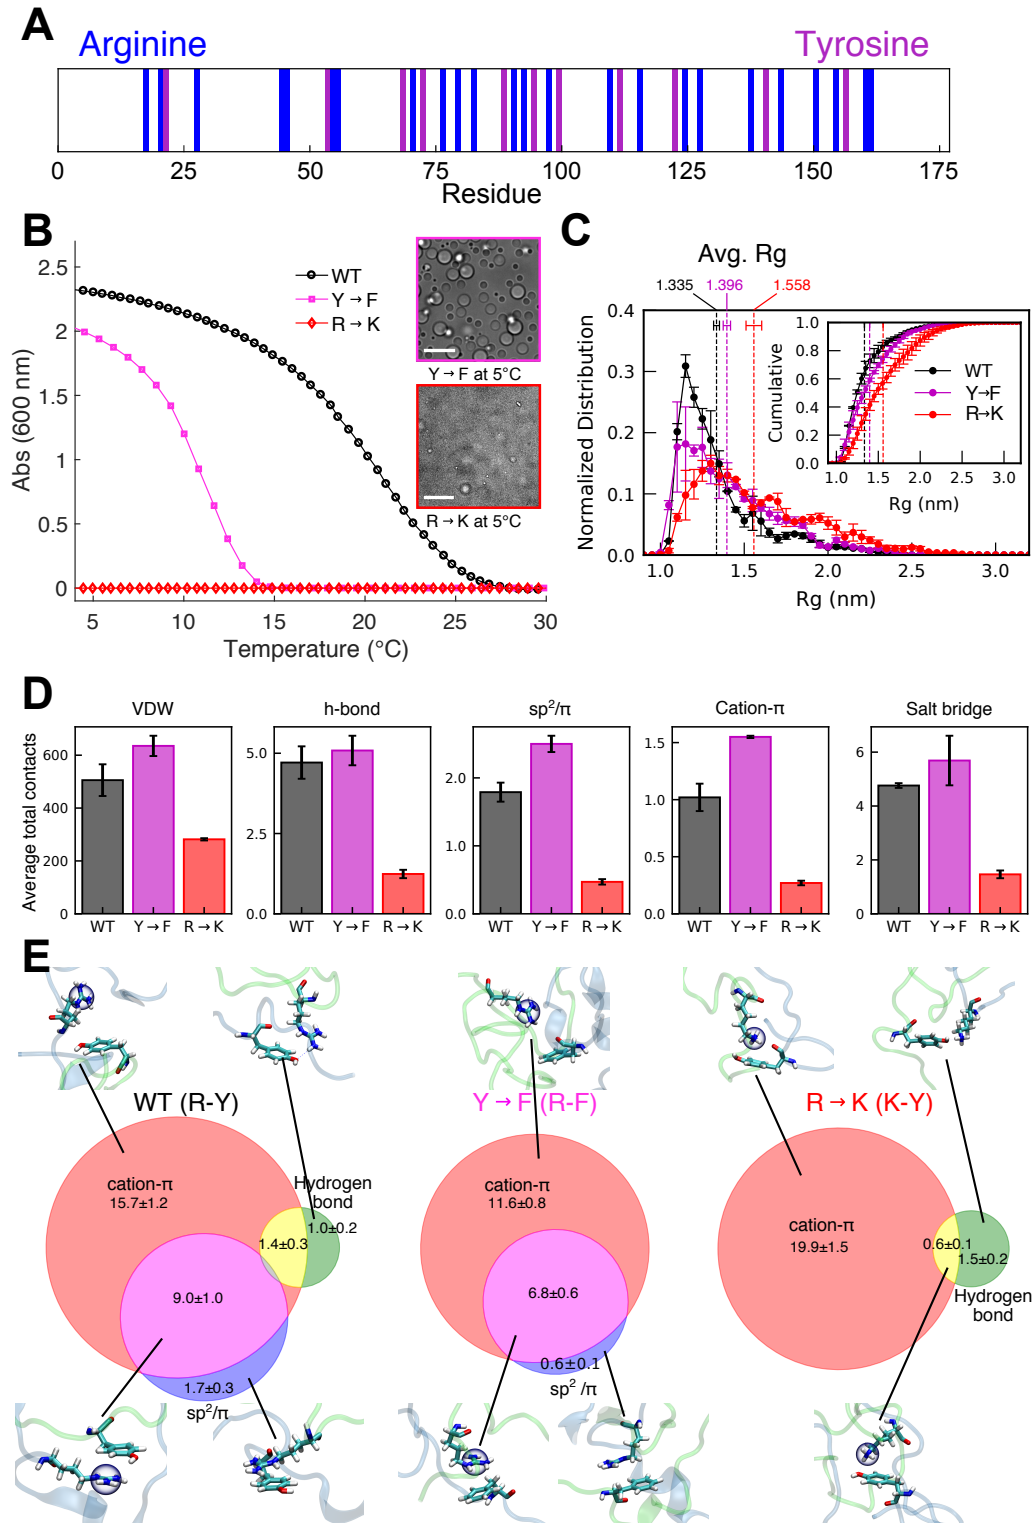 A
Arginine Tyrosine
0 25 50 75 100 125 150 175
Residue
B
2.5
2
1.5
1
0.5
0
Abs (600 nm)
5 10 15 20 25 30
Temperature (°C)
WT
Y → F
R → K
Y → F at 5°C
R → K at 5°C
C
Avg. Rg
1.335 1.396 1.558
0.4
0.3
0.2
0.1
0.0
Normalized Distribution
1.0 1.5 2.0 2.5 3.0
Rg (nm)
1.0
0.8
0.6
0.4
0.2
0.0
Cumulative
WT
Y→F
R→K
1.0 1.5 2.0 2.5 3.0
Rg (nm)
D
Average total contacts
VDW
600
400
200
0
WT Y → F R → K
h-bond
5.0
2.5
0.0
WT Y → F R → K
sp²/π
2.0
1.0
0.0
WT Y → F R → K
Cation-π
1.5
1.0
0.5
0.0
WT Y → F R → K
Salt bridge
6
4
2
0
WT Y → F R → K
E
WT (R-Y)
cation-π
15.7±1.2
Hydrogen
bond
1.0±0.2
1.4±0.3
9.0±1.0
1.7±0.3
sp²/π
Y → F (R-F)
cation-π
11.6±0.8
6.8±0.6
0.6±0.1
sp²/π
R → K (K-Y)
cation-π
19.9±1.5
0.6±0.1
1.5±0.2
Hydrogen
bond